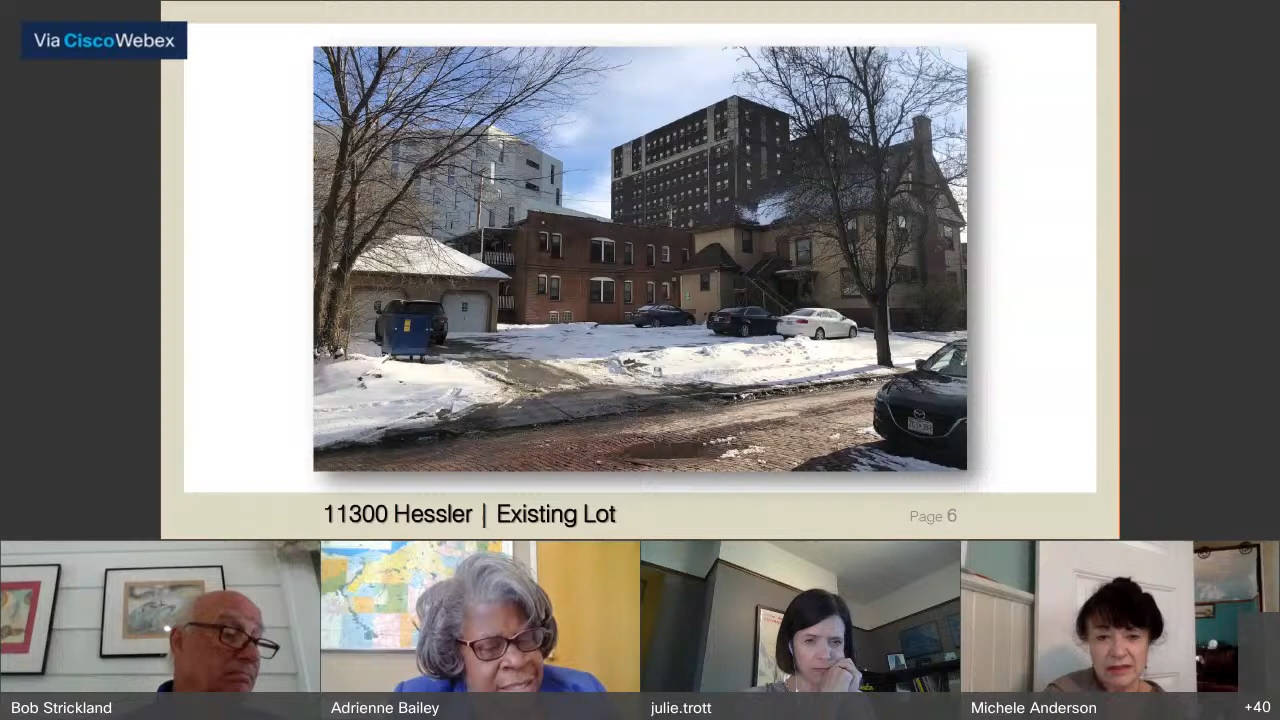 Via CiscoWebex
11300 Hessler | Existing Lot
Page 6
Bob Strickland
Adrienne Bailey
julie.trott
Michele Anderson
+40